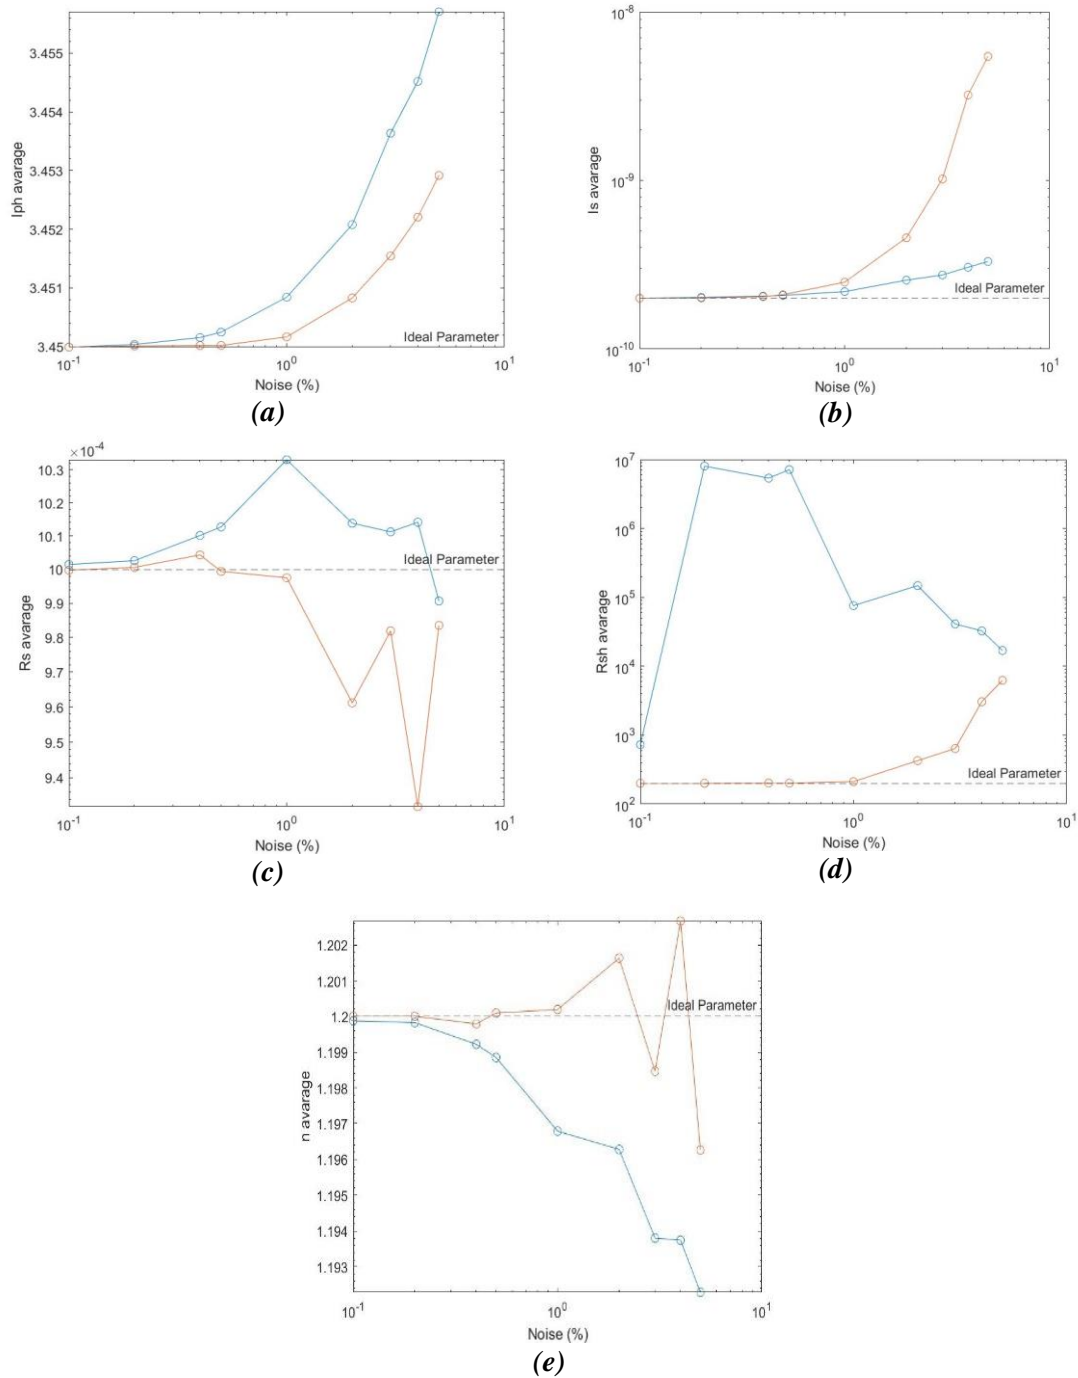 3.455
3.454
3.453
3.452
3.451
3.45
Iph avarage
Ideal Parameter
10^-1
10^0
10^1
Noise (%)
(a)
10^-8
10^-9
10^-10
Is avarage
Ideal Parameter
10^-1
10^0
10^1
Noise (%)
(b)
×10^-4
10.3
10.2
10.1
10
9.9
9.8
9.7
9.6
9.5
9.4
Rs avarage
Ideal Parameter
10^-1
10^0
10^1
Noise (%)
(c)
10^7
10^6
10^5
10^4
10^3
10^2
Rsh avarage
Ideal Parameter
10^-1
10^0
10^1
Noise (%)
(d)
1.202
1.201
1.2
1.199
1.198
1.197
1.196
1.195
1.194
1.193
n avarage
Ideal Parameter
10^-1
10^0
10^1
Noise (%)
(e)